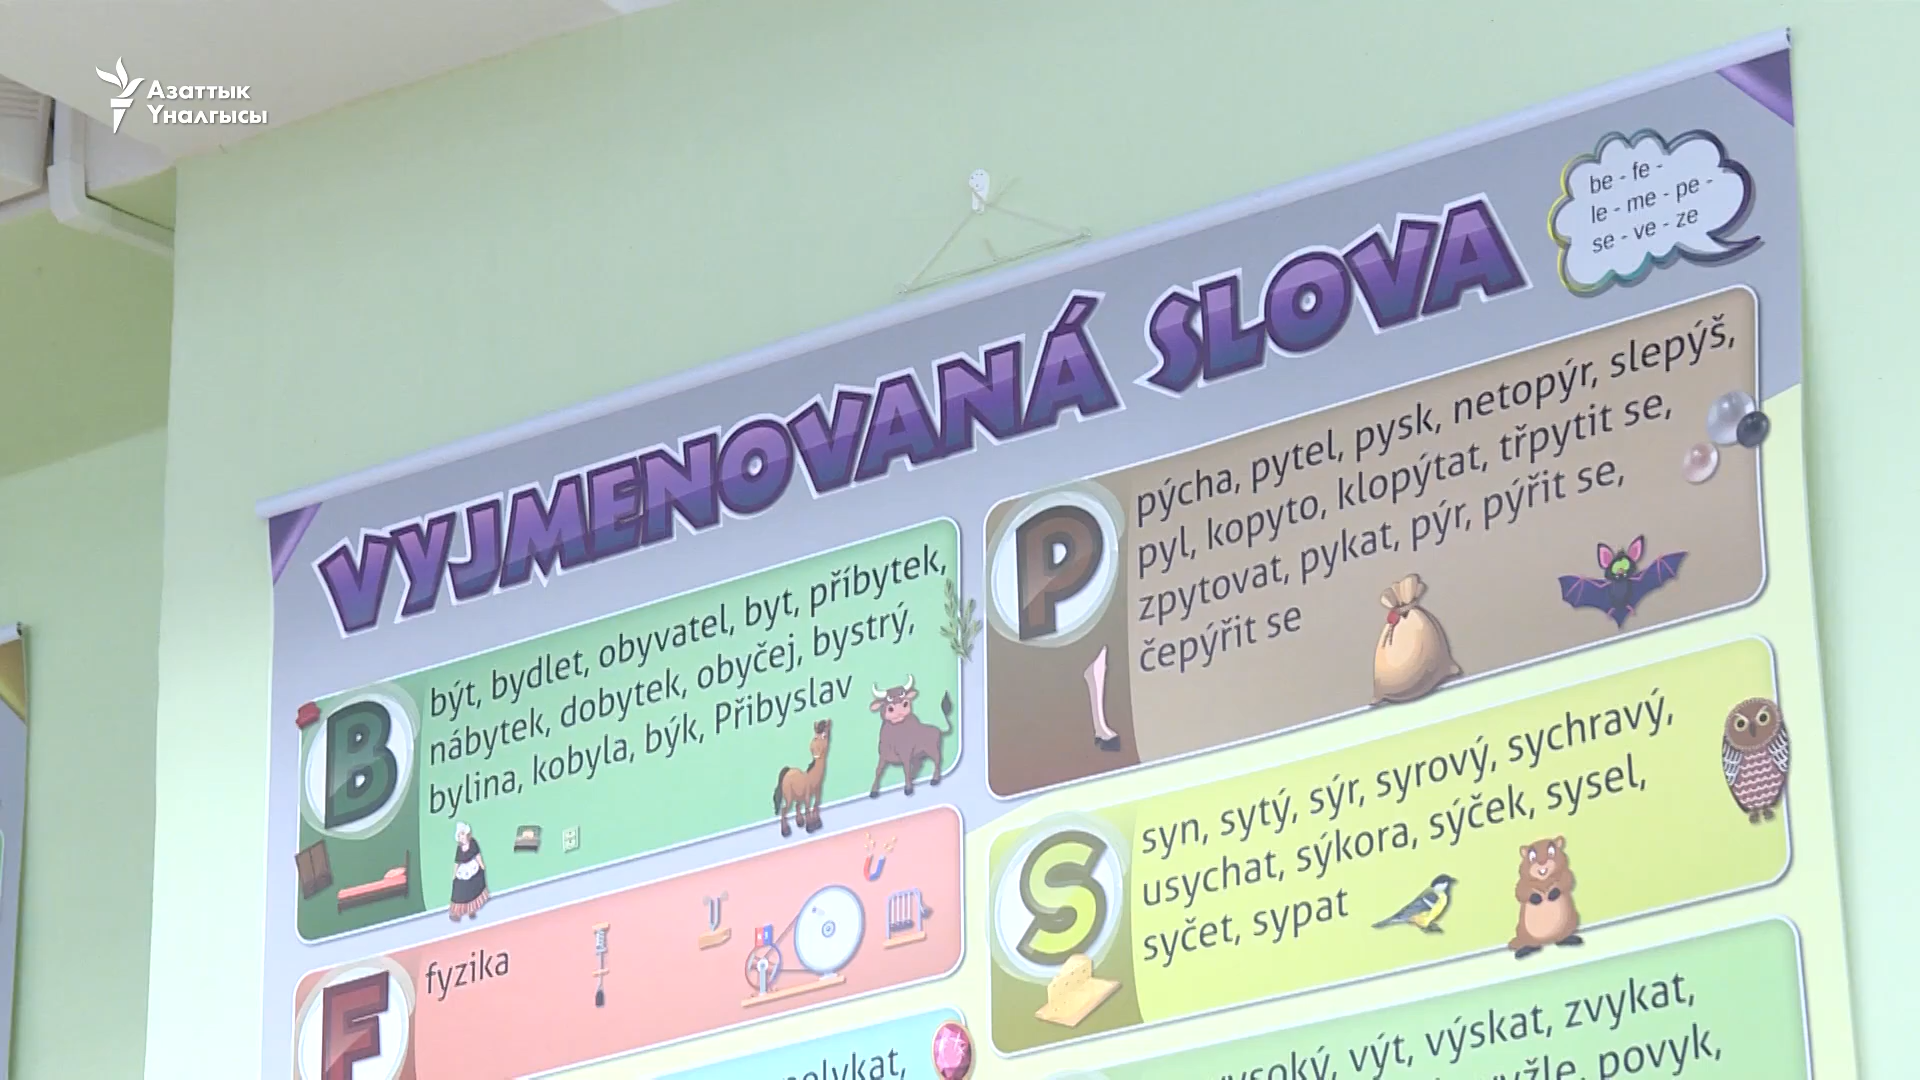 Азаттык
Үналгысы
be - fe -
le - me - pe -
se - ve - ze
VYJMENOVANÁ SLOVA
B
být, bydlet, obyvatel, byt, příbytek,
nábytek, dobytek, obyčej, bystrý,
bylina, kobyla, býk, Přibyslav
F
fyzika
P
pýcha, pytel, pysk, netopýr, slepýš,
pyl, kopyto, klopýtat, třpytit se,
zpytovat, pykat, pýr, pýřit se,
čepýřit se
S
syn, sytý, sýr, syrový, sychravý,
usychat, sýkora, sýček, sysel,
syčet, sypat
výt, výskat, zvykat,
povyk,